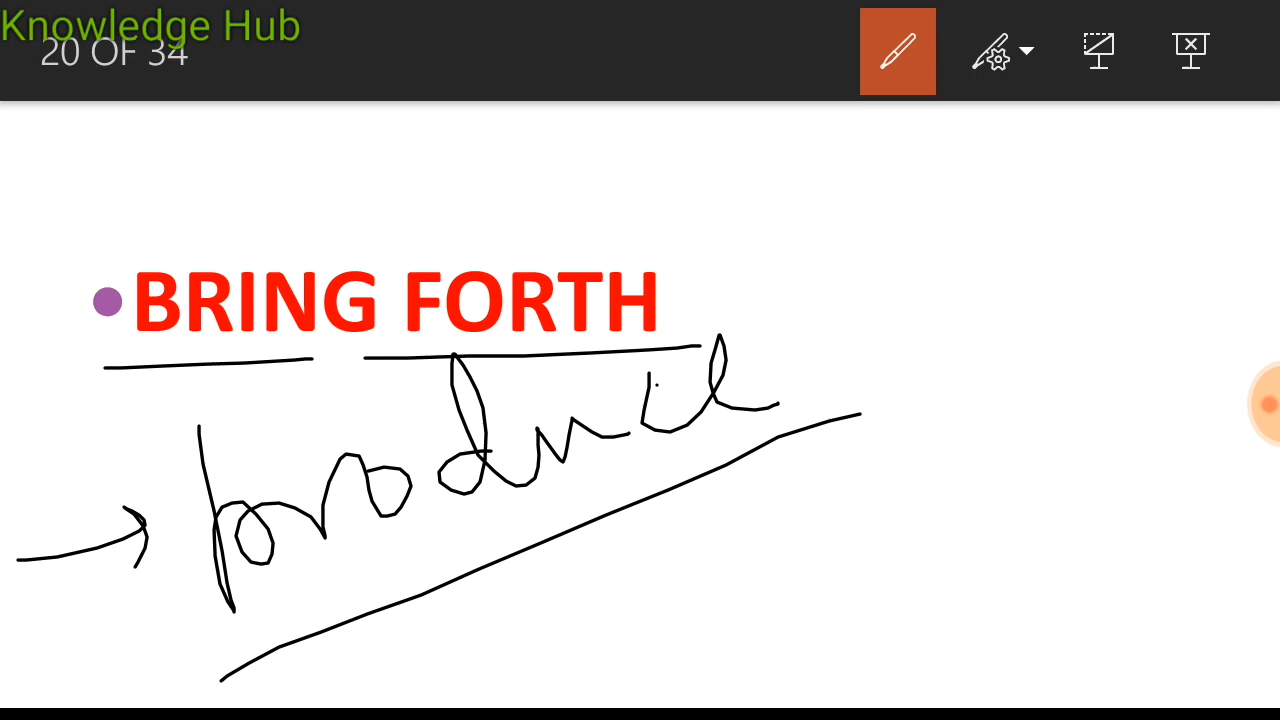 Knowledge Hub
20 OF 34
•BRING FORTH
→ produce